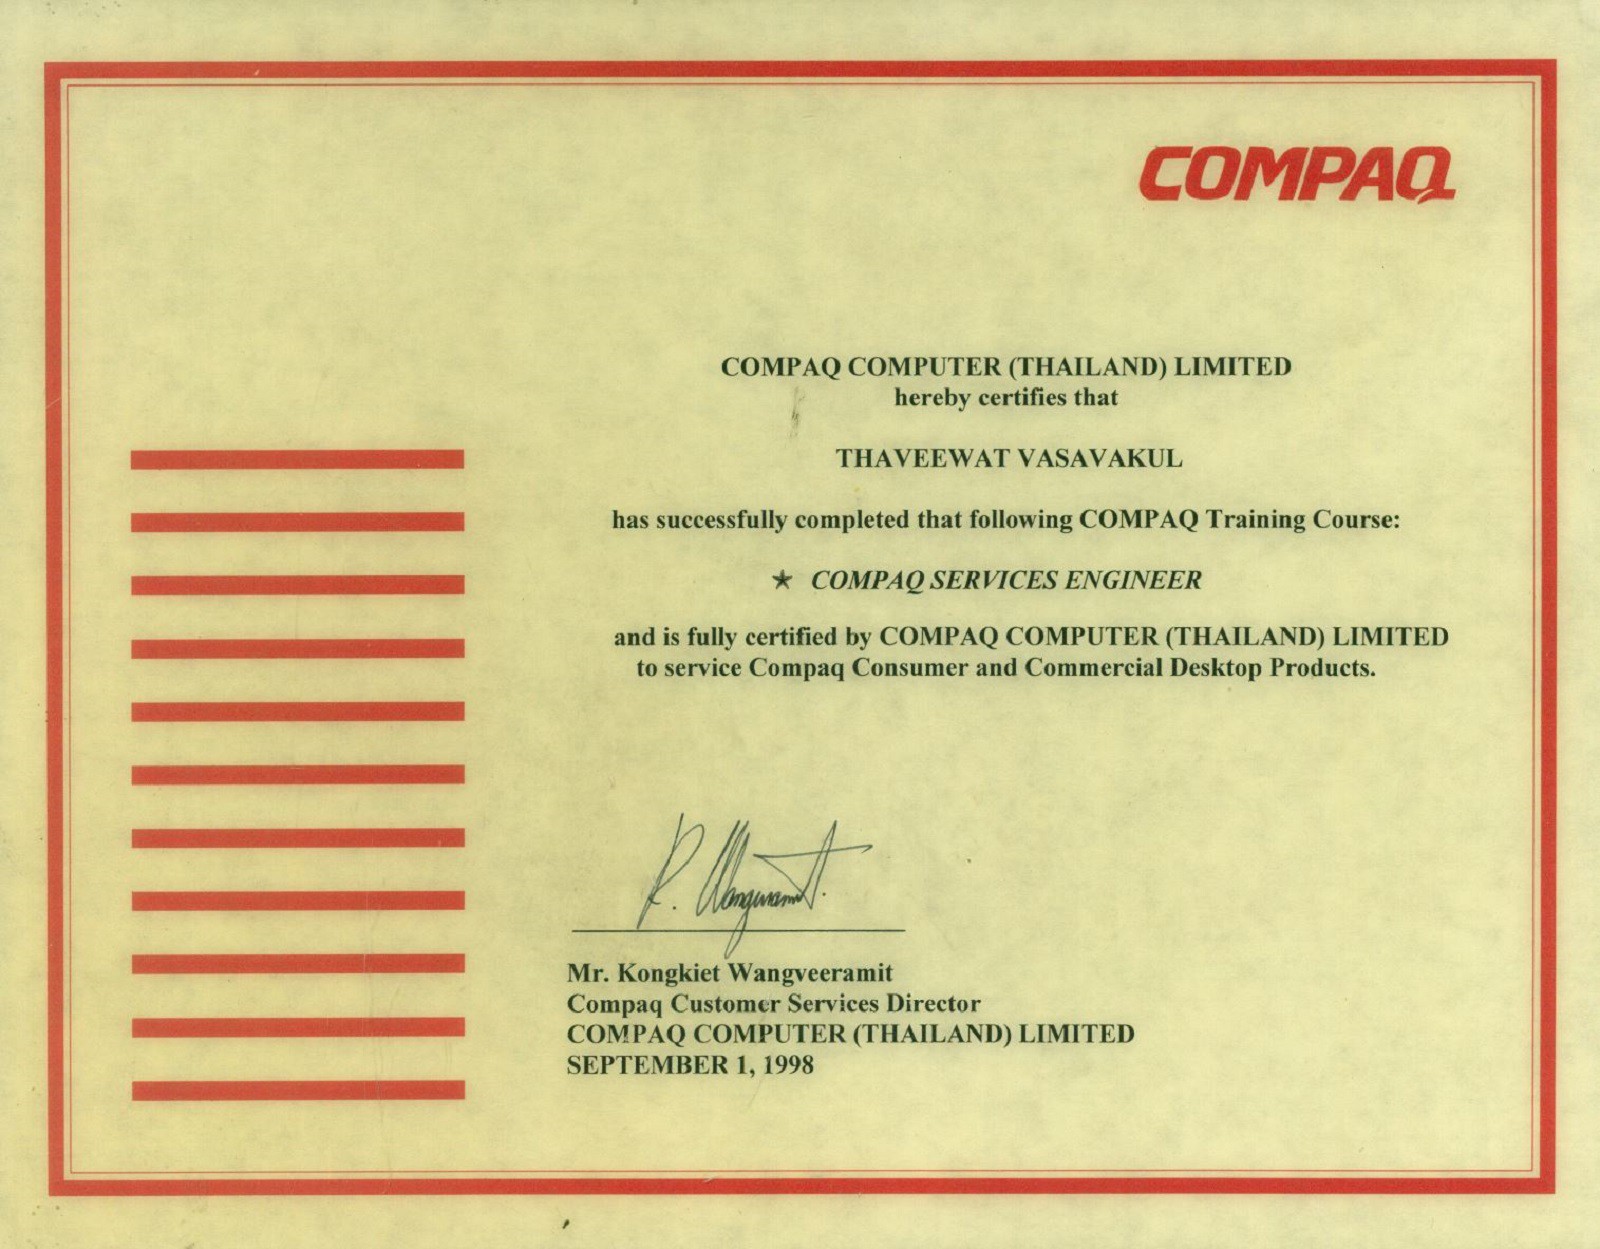 COMPAQ
COMPAQ COMPUTER (THAILAND) LIMITED
hereby certifies that
THAVEEWAT VASAVAKUL
has successfully completed that following COMPAQ Training Course:
★ COMPAQ SERVICES ENGINEER
and is fully certified by COMPAQ COMPUTER (THAILAND) LIMITED
to service Compaq Consumer and Commercial Desktop Products.
K. Wangveeramit.
Mr. Kongkiet Wangveeramit
Compaq Customer Services Director
COMPAQ COMPUTER (THAILAND) LIMITED
SEPTEMBER 1, 1998